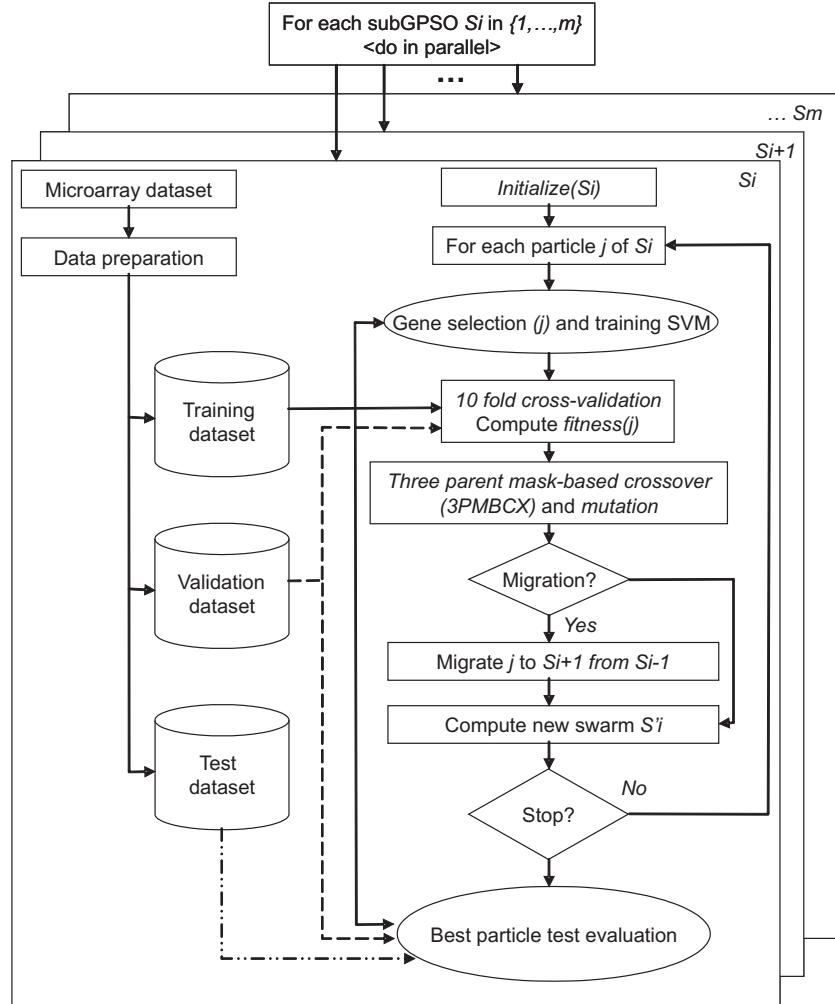 For each subGPSO Si in {1,…,m}
<do in parallel>
...
… Sm
Si+1
Si
Microarray dataset
Data preparation
Training
dataset
Validation
dataset
Test
dataset
Initialize(Si)
For each particle j of Si
Gene selection (j) and training SVM
10 fold cross-validation
Compute fitness(j)
Three parent mask-based crossover
(3PMBCX) and mutation
Migration?
Yes
Migrate j to Si+1 from Si-1
Compute new swarm S'i
No
Stop?
Best particle test evaluation